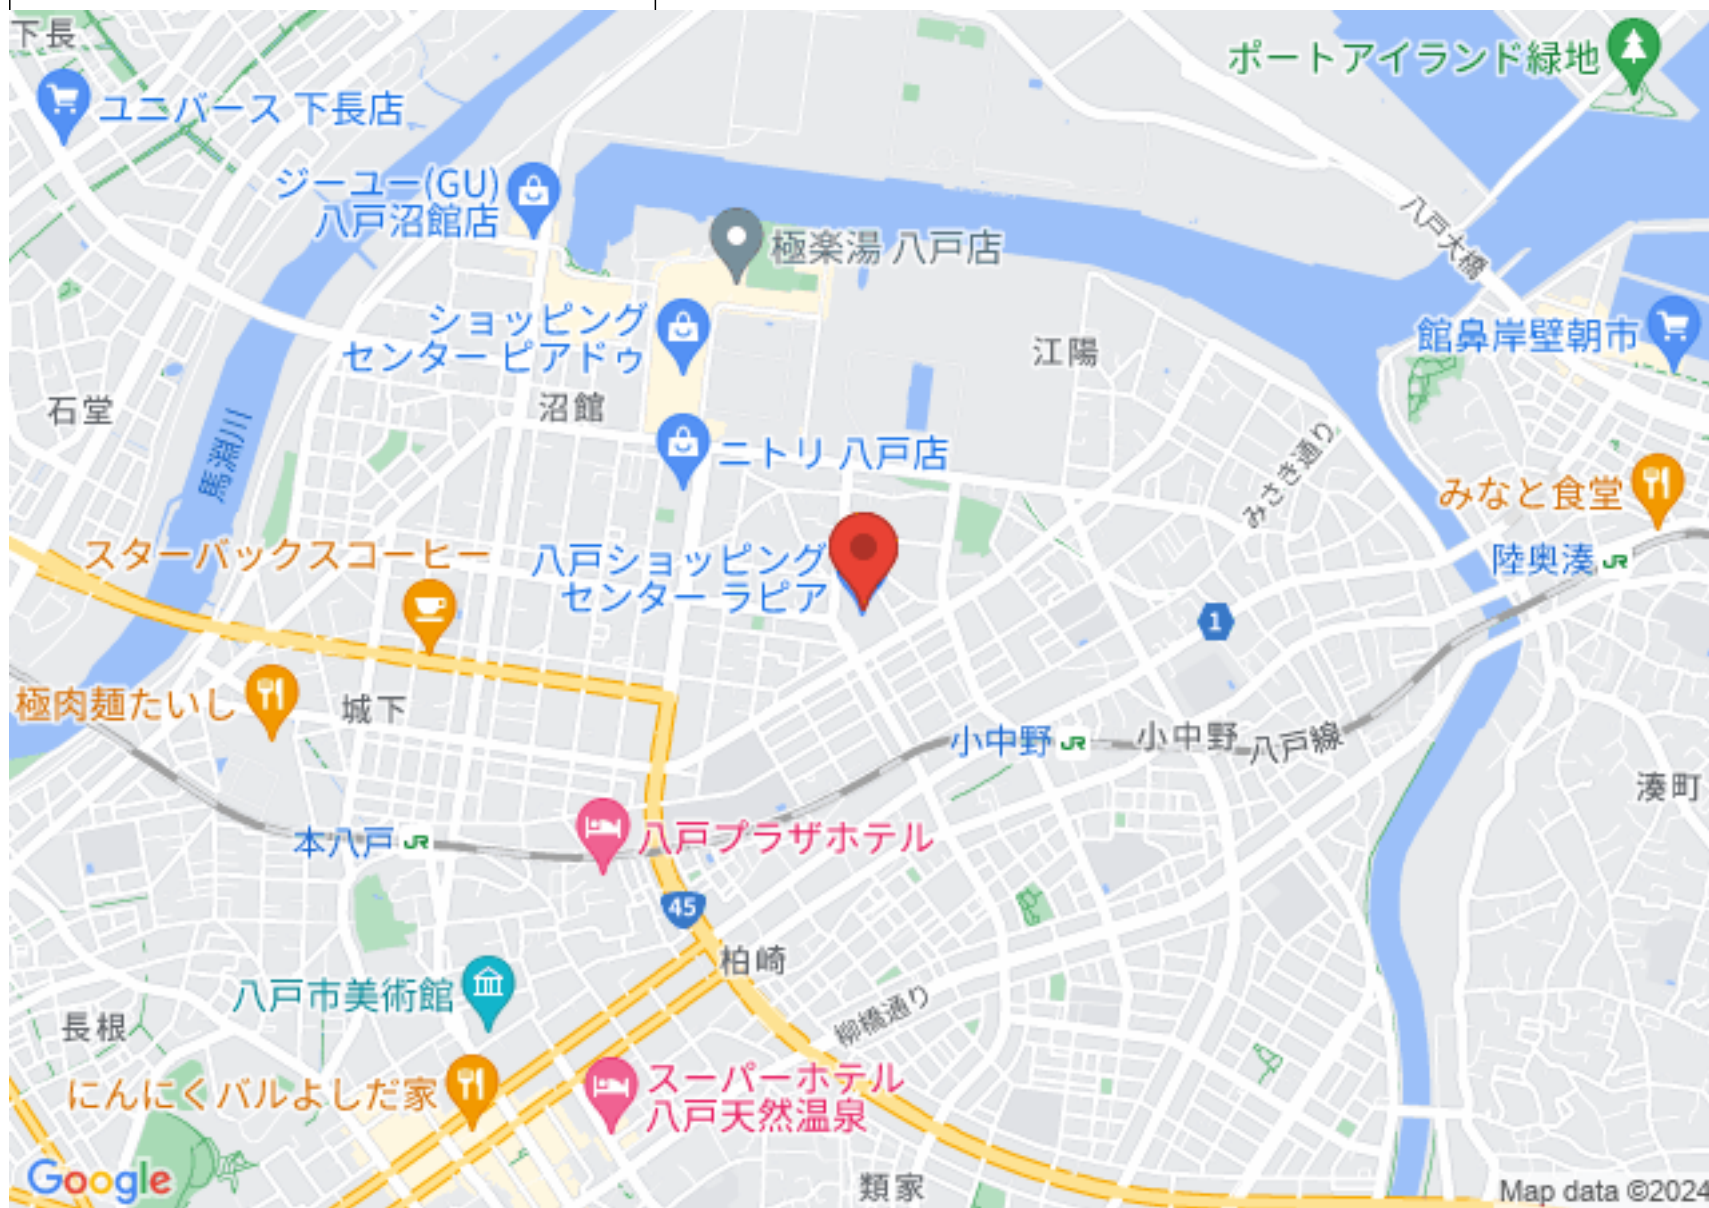 下長
ポートアイランド緑地
ユニバース 下長店
ジーユー(GU)
八戸沼館店
極楽湯 八戸店
八戸大橋
ショッピング
センター ピアドゥ
館鼻岸壁朝市
江陽
石堂
沼館
馬淵川
ニトリ 八戸店
みさき通り
みなと食堂
スターバックスコーヒー
八戸ショッピング
センター ラピア
陸奥湊 JR
1
極肉麺たいし
城下
小中野 JR
小中野
八戸線
湊町
本八戸 JR
八戸プラザホテル
45
柏崎
八戸市美術館
長根
柳橋通り
にんにくバルよしだ家
スーパーホテル
八戸天然温泉
Google
類家
Map data ©2024